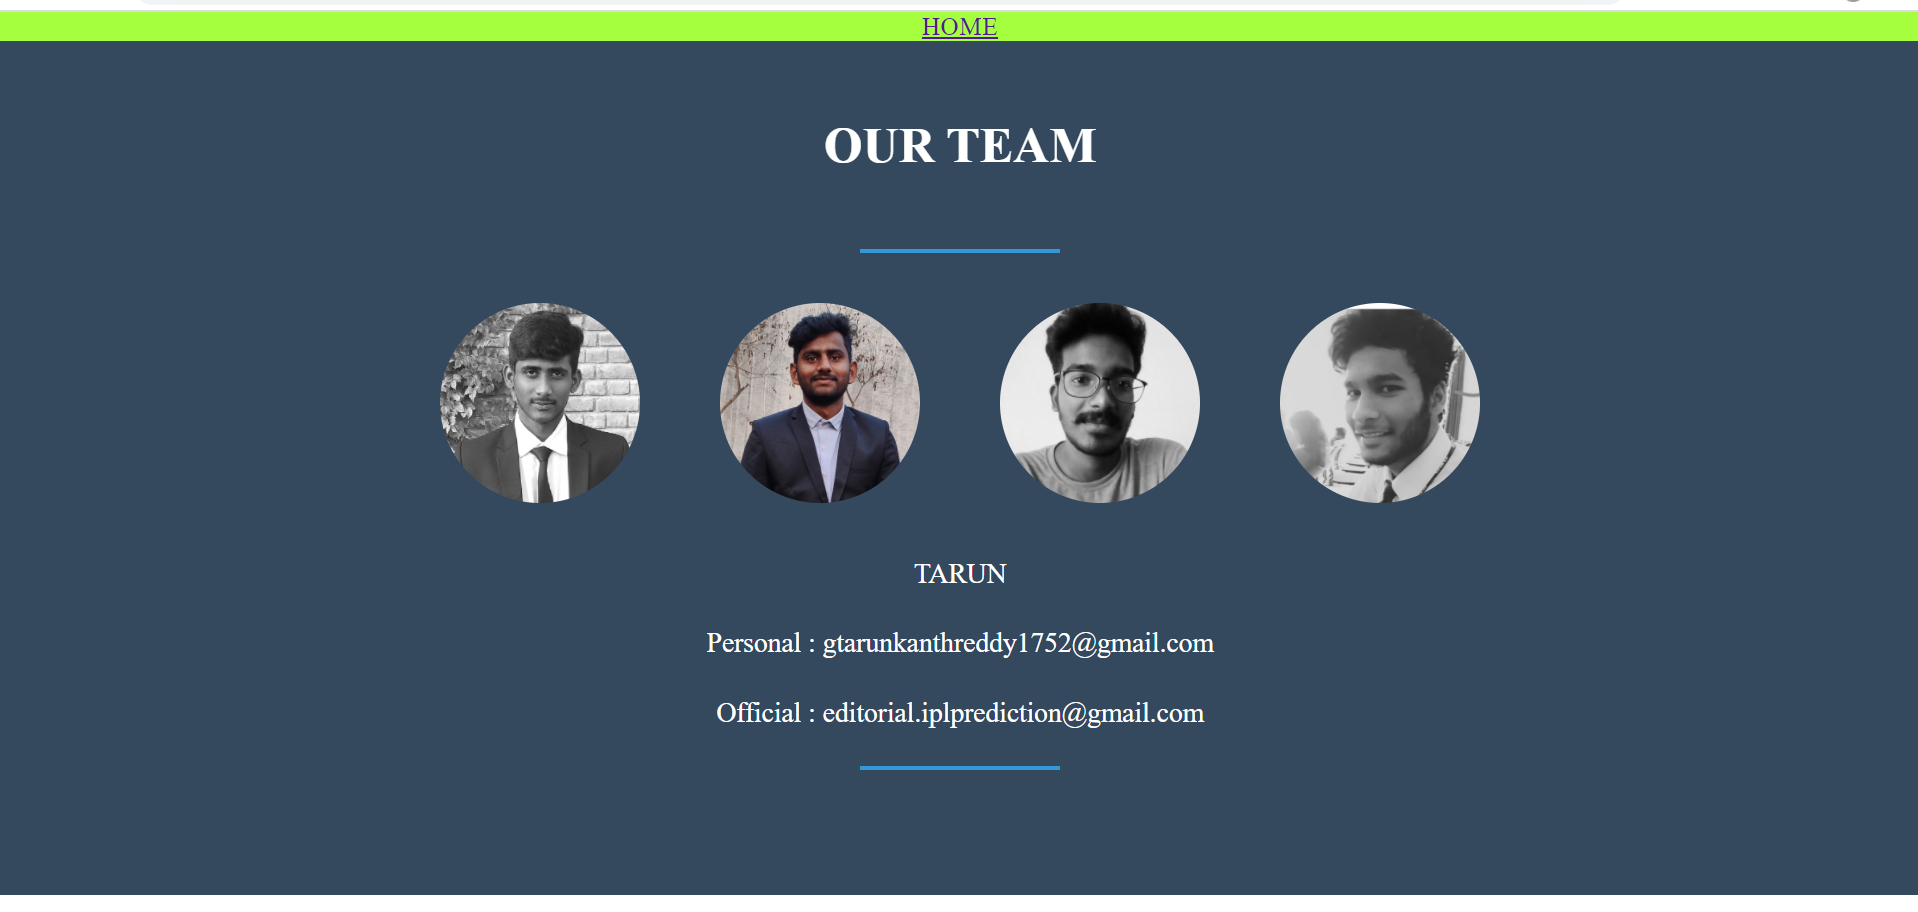 HOME
OUR TEAM
TARUN
Personal : gtarunkanthreddy1752@gmail.com
Official : editorial.iplprediction@gmail.com